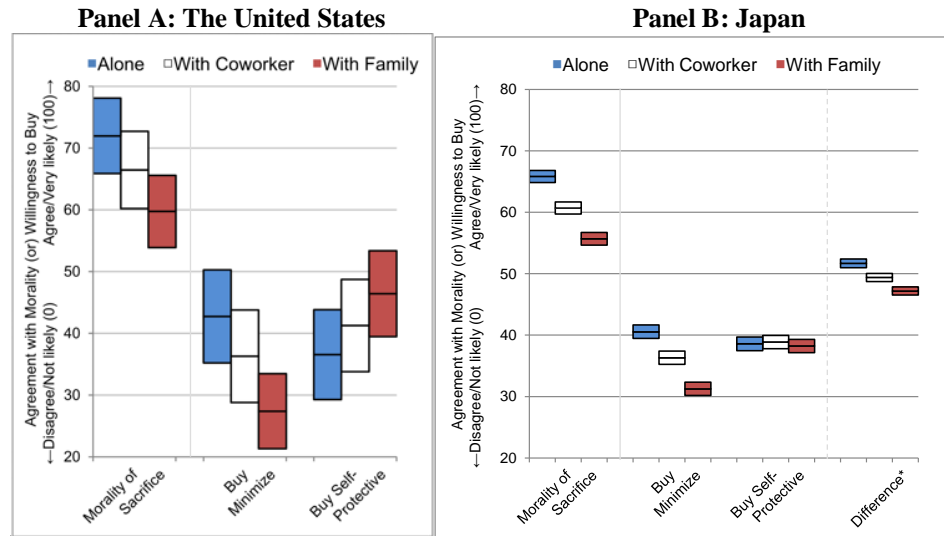 Panel A: The United States
Alone With Coworker With Family
Agreement with Morality (or) Willingness to Buy
←Disagree/Not likely (0) Agree/Very likely (100)→
80
70
60
50
40
30
20
Morality of
Sacrifice
Buy
Minimize
Buy Self-
Protective
Panel B: Japan
Alone With Coworker With Family
Agreement with Morality (or) Willingness to Buy
←Disagree/Not likely (0) Agree/Very likely (100)→
80
70
60
50
40
30
20
Morality of
Sacrifice
Buy
Minimize
Buy Self-
Protective
Difference*